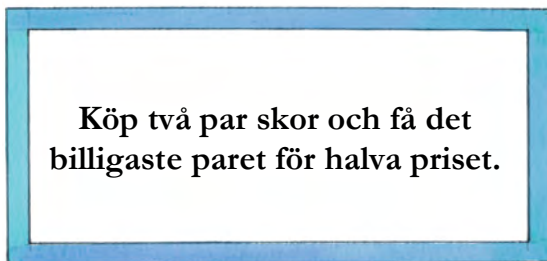 Köp två par skor och få det
billigaste paret för halva priset.